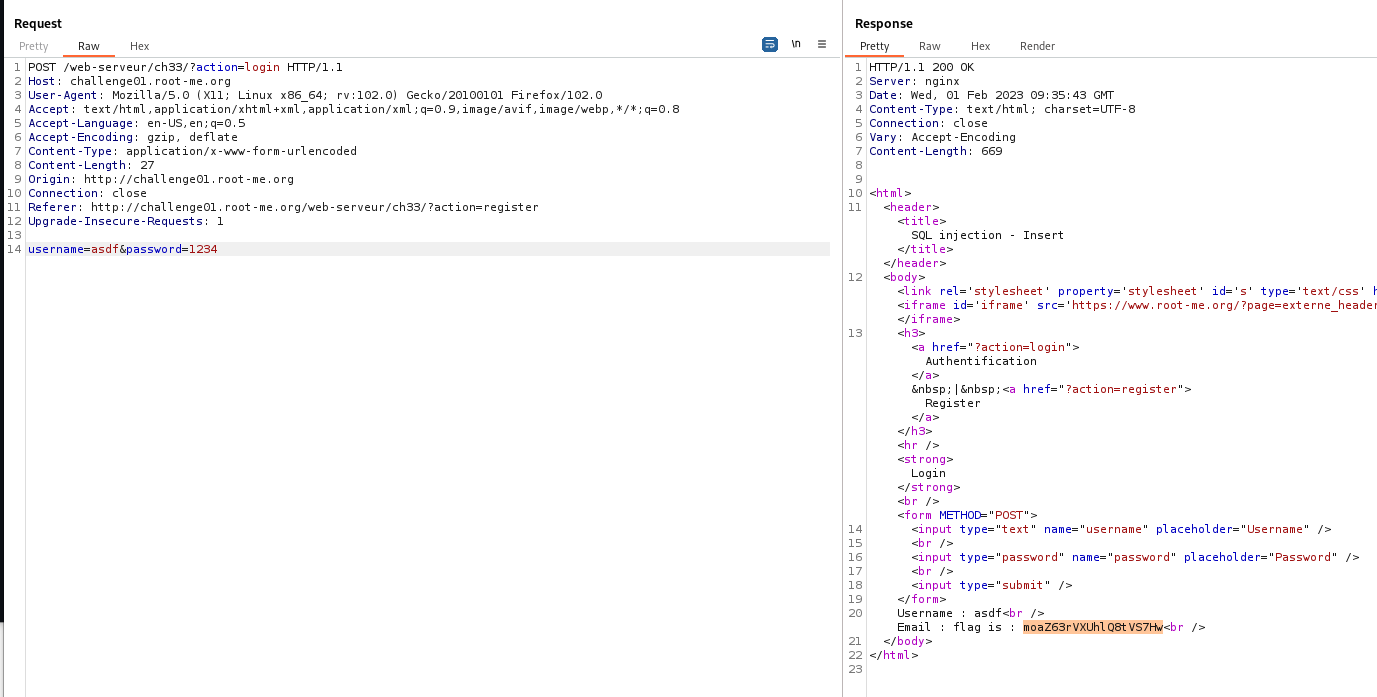 Request
Pretty Raw Hex
\n
1 POST /web-serveur/ch33/?action=login HTTP/1.1
2 Host: challenge01.root-me.org
3 User-Agent: Mozilla/5.0 (X11; Linux x86_64; rv:102.0) Gecko/20100101 Firefox/102.0
4 Accept: text/html,application/xhtml+xml,application/xml;q=0.9,image/avif,image/webp,*/*;q=0.8
5 Accept-Language: en-US,en;q=0.5
6 Accept-Encoding: gzip, deflate
7 Content-Type: application/x-www-form-urlencoded
8 Content-Length: 27
9 Origin: http://challenge01.root-me.org
10 Connection: close
11 Referer: http://challenge01.root-me.org/web-serveur/ch33/?action=register
12 Upgrade-Insecure-Requests: 1
13
14 username=asdf&password=1234
Response
Pretty Raw Hex Render
1 HTTP/1.1 200 OK
2 Server: nginx
3 Date: Wed, 01 Feb 2023 09:35:43 GMT
4 Content-Type: text/html; charset=UTF-8
5 Connection: close
6 Vary: Accept-Encoding
7 Content-Length: 669
8
9
10 <html>
11 <header>
<title>
SQL injection - Insert
</title>
</header>
12 <body>
<link rel='stylesheet' property='stylesheet' id='s' type='text/css' h
<iframe id='iframe' src='https://www.root-me.org/?page=externe_header
</iframe>
13 <h3>
<a href="?action=login">
Authentification
</a>
&nbsp;|&nbsp;<a href="?action=register">
Register
</a>
</h3>
<hr />
<strong>
Login
</strong>
<br />
<form METHOD="POST">
14 <input type="text" name="username" placeholder="Username" />
15 <br />
16 <input type="password" name="password" placeholder="Password" />
17 <br />
18 <input type="submit" />
19 </form>
20 Username : asdf<br />
Email : flag is : moaZ63rVXUhlQ8tVS7Hw<br />
21 </body>
22 </html>
23